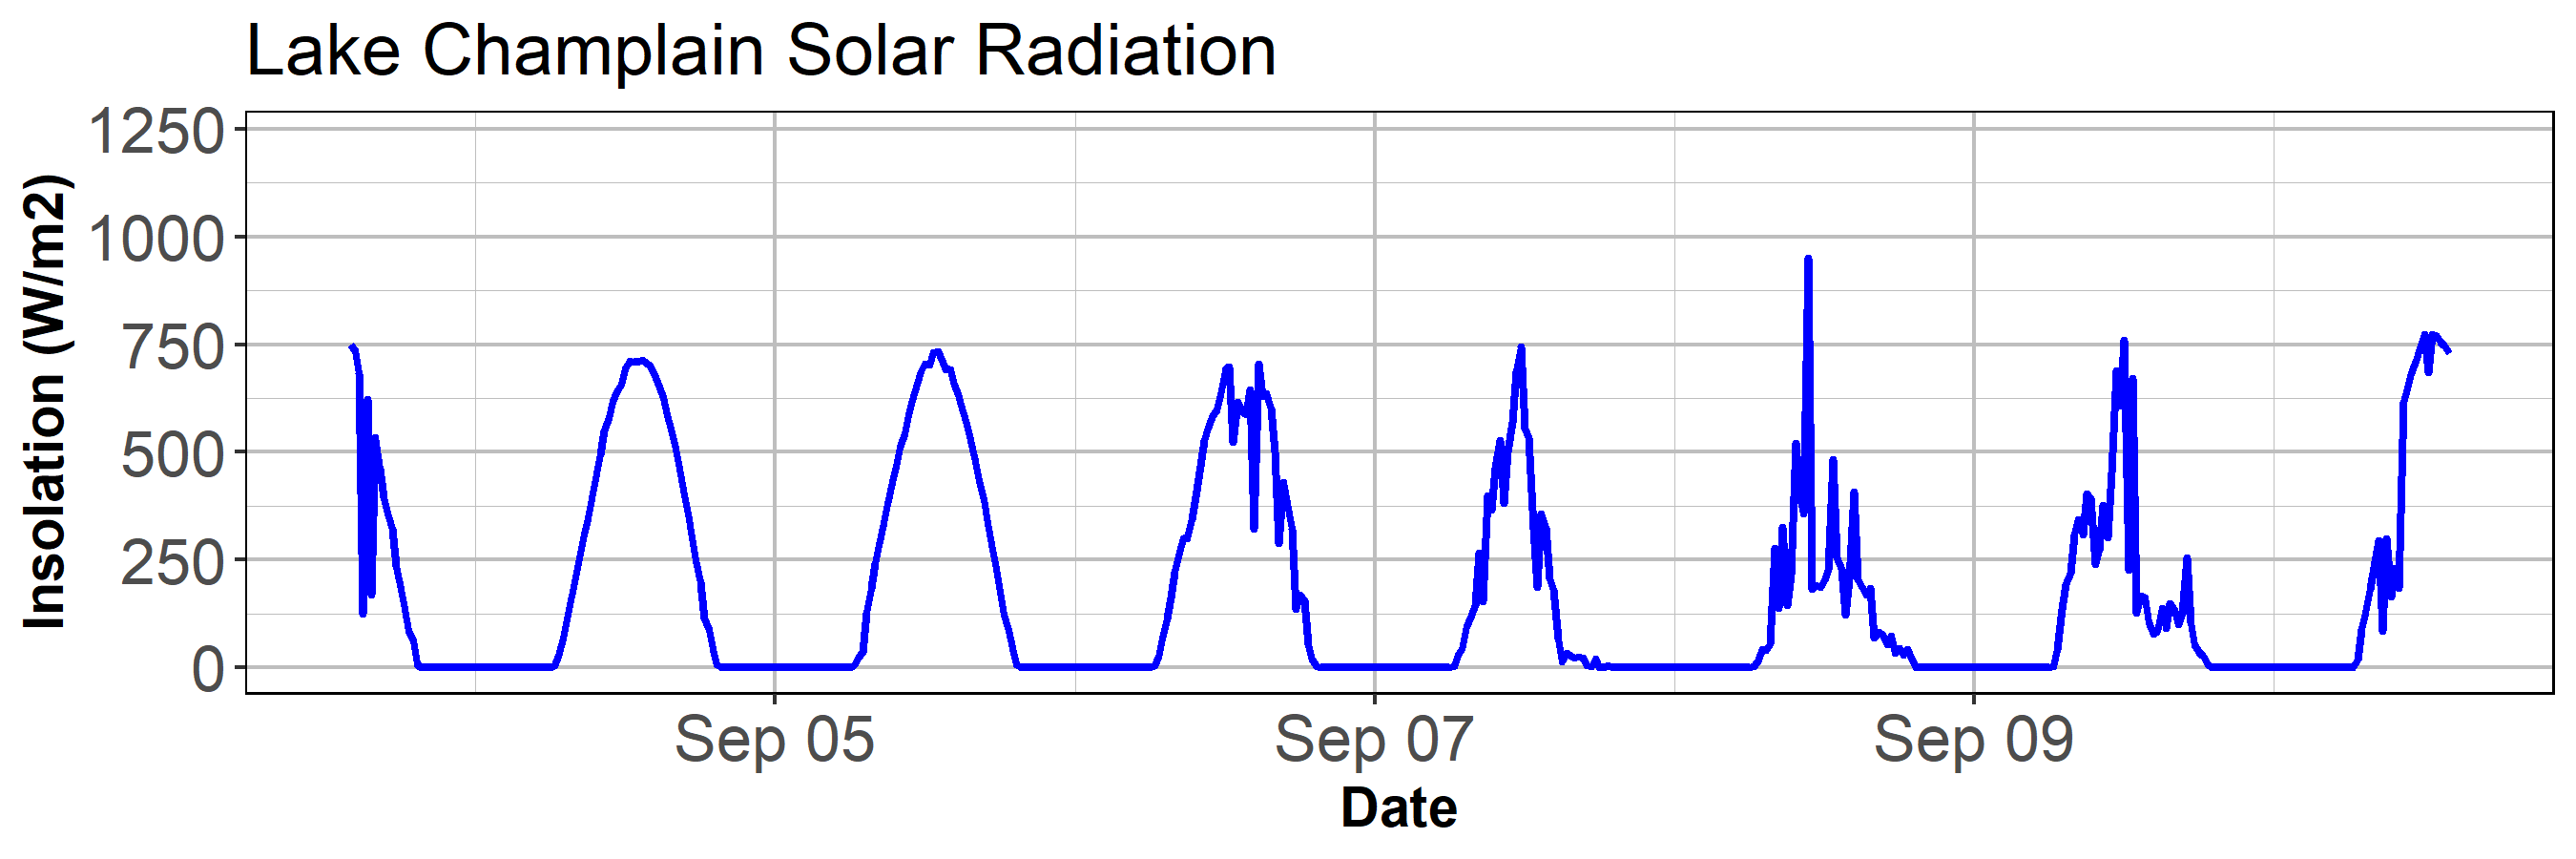 Lake Champlain Solar Radiation
Insolation (W/m2)
1250
1000
750
500
250
0
Sep 05
Sep 07
Sep 09
Date